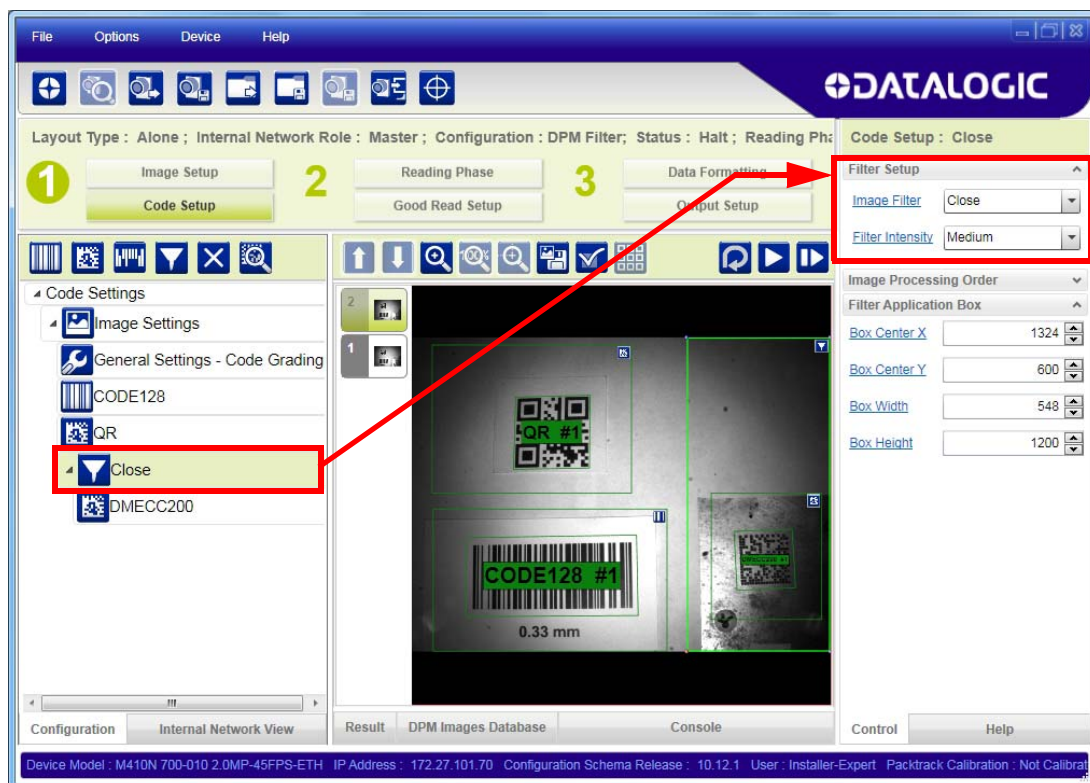 File Options Device Help
DATALOGIC
Layout Type : Alone ; Internal Network Role : Master ; Configuration : DPM Filter; Status : Halt ; Reading
1
Image Setup
Code Setup
2
Reading Phase
Good Read Setup
3
Data Formatting
Output Setup
Code Settings
Image Settings
General Settings - Code Grading
CODE128
QR
Close
DMECC200
Configuration
Internal Network View
100%
2
1
QR #1
CODE128 #1
0.33 mm
Result
DPM Images Database
Console
Code Setup : Close
Filter Setup
Image Filter Close
Filter Intensity Medium
Image Processing Order
Filter Application Box
Box Center X 1324
Box Center Y 600
Box Width 548
Box Height 1200
Control
Help
Device Model : M410N 700-010 2.0MP-45FPS-ETH IP Address : 172.27.101.70 Configuration Schema Release : 10.12.1 User : Installer-Expert Packtrack Calibration : Not Calibra